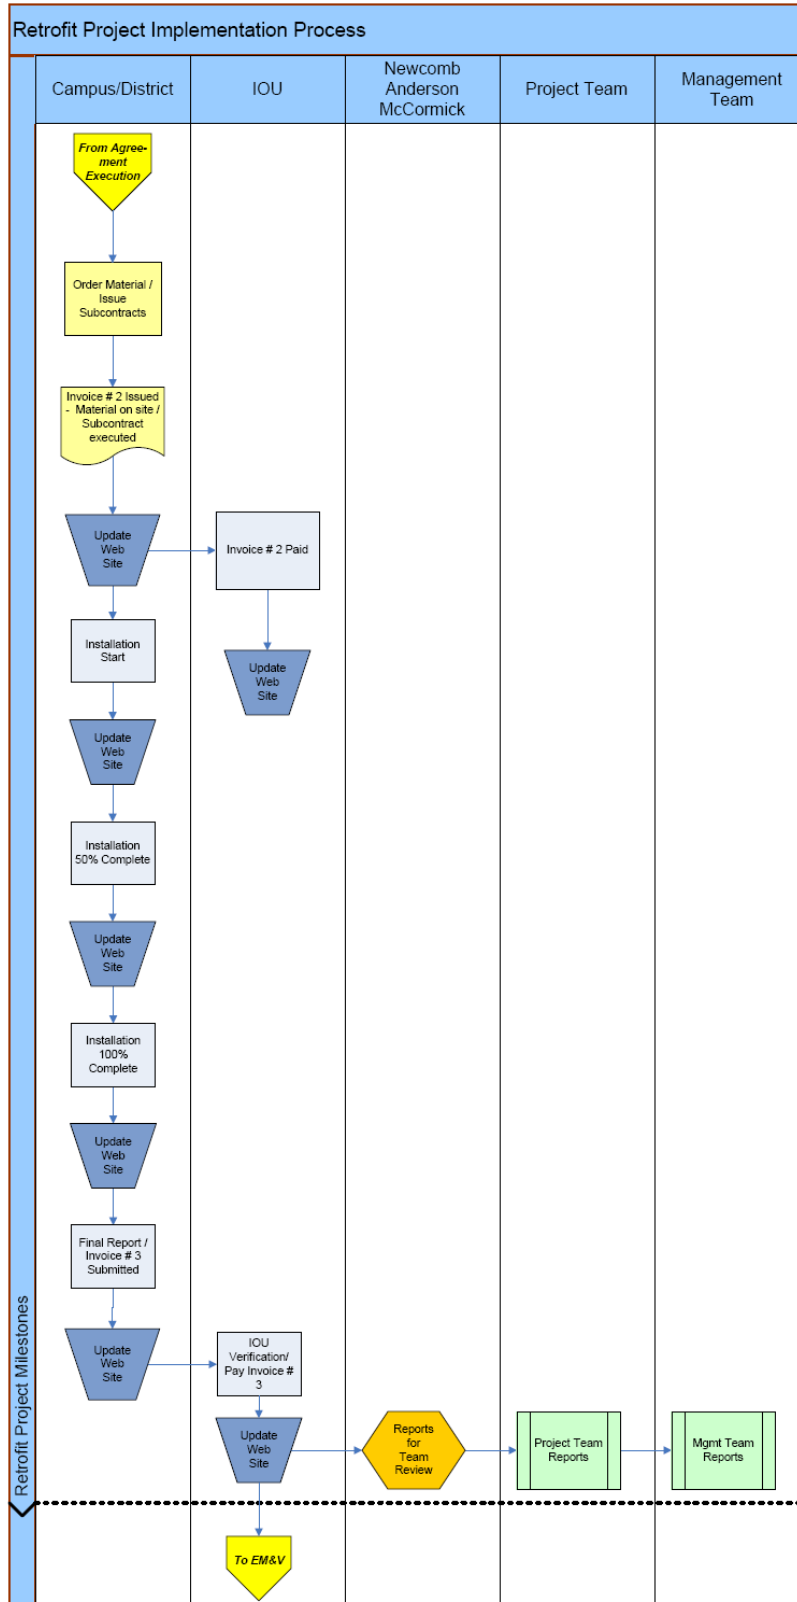 Retrofit Project Implementation Process
Campus/District
IOU
Newcomb
Anderson
McCormick
Project Team
Management
Team
From Agree-
ment
Execution
Order Material /
Issue
Subcontracts
Invoice # 2 Issued
- Material on site /
Subcontract
executed
Update
Web
Site
Invoice # 2 Paid
Installation
Start
Update
Web
Site
Update
Web
Site
Installation
50% Complete
Update
Web
Site
Installation
100%
Complete
Update
Web
Site
Final Report /
Invoice # 3
Submitted
Update
Web
Site
IOU
Verification/
Pay Invoice #
3
Update
Web
Site
Reports
for
Team
Review
Project Team
Reports
Mgmt Team
Reports
To EM&V
Retrofit Project Milestones